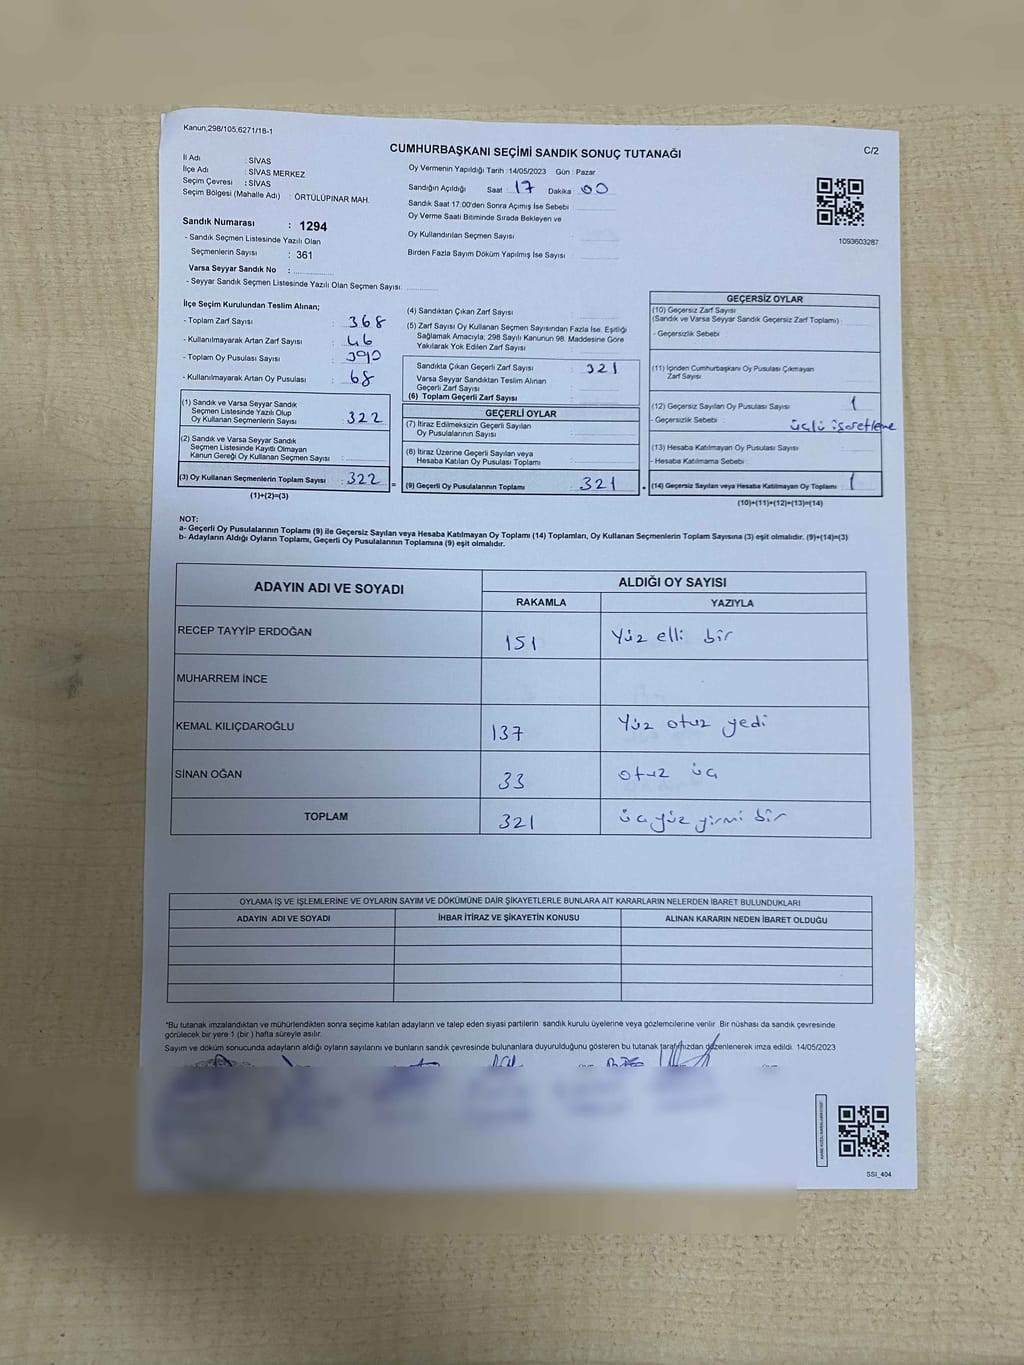 Kanun;298/105,6271/18-1
C/2
CUMHURBAŞKANI SEÇİMİ SANDIK SONUÇ TUTANAĞI
İl Adı : SİVAS
İlçe Adı : SİVAS MERKEZ
Seçim Çevresi : SİVAS
Seçim Bölgesi (Mahalle Adı) : ÖRTÜLÜPINAR MAH.
Sandık Numarası : 1294
- Sandık Seçmen Listesinde Yazılı Olan
Seçmenlerin Sayısı : 361
Varsa Seyyar Sandık No :
- Seyyar Sandık Seçmen Listesinde Yazılı Olan Seçmen Sayısı:
Oy Vermenin Yapıldığı Tarih :14/05/2023 Gün : Pazar
Sandığın Açıldığı Saat 17 Dakika 00
Sandık Saat 17:00'den Sonra Açımış İse Sebebi
Oy Verme Saati Bitiminde Sırada Bekleyen ve
Oy Kullandırılan Seçmen Sayısı
Birden Fazla Sayım Döküm Yapılmış İse Sayısı
1093603287
İlçe Seçim Kurulundan Teslim Alınan;
- Toplam Zarf Sayısı : 368
- Kullanılmayarak Artan Zarf Sayısı : 46
- Toplam Oy Pusulası Sayısı : 390
- Kullanılmayarak Artan Oy Pusulası : 68
(1) Sandık ve Varsa Seyyar Sandık
Seçmen Listesinde Yazılı Olup
Oy Kullanan Seçmenlerin Sayısı : 322
(2) Sandık ve Varsa Seyyar Sandık
Seçmen Listesinde Kayıtlı Olmayan
Kanun Gereği Oy Kullanan Seçmen Sayısı :
(3) Oy Kullanan Seçmenlerin Toplam Sayısı : 322
(1)+(2)=(3)
(4) Sandıktan Çıkan Zarf Sayısı
(5) Zarf Sayısı Oy Kullanan Seçmen Sayısından Fazla İse, Eşitliği
Sağlamak Amacıyla; 298 Sayılı Kanunun 98. Maddesine Göre
Yakılarak Yok Edilen Zarf Sayısı
Sandıkta Çıkan Geçerli Zarf Sayısı : 321
Varsa Seyyar Sandıktan Teslim Alınan
Geçerli Zarf Sayısı
(6) Toplam Geçerli Zarf Sayısı
GEÇERLİ OYLAR
(7) İtiraz Edilmeksizin Geçerli Sayılan
Oy Pusulalarının Sayısı
(8) İtiraz Üzerine Geçerli Sayılan veya
Hesaba Katılan Oy Pusulası Toplamı
(9) Geçerli Oy Pusulalarının Toplamı : 321
GEÇERSİZ OYLAR
(10) Geçersiz Zarf Sayısı
(Sandık ve Varsa Seyyar Sandık Geçersiz Zarf Toplamı)
- Geçersizlik Sebebi
(11) İçinden Cumhurbaşkanı Oy Pusulası Çıkmayan
Zarf Sayısı
(12) Geçersiz Sayılan Oy Pusulası Sayısı : 1
- Geçersizlik Sebebi : üçlü işaretleme
(13) Hesaba Katılmayan Oy Pusulası Sayısı
- Hesaba Katılmama Sebebi
(14) Geçersiz Sayılan veya Hesaba Katılmayan Oy Toplamı 1
(10)+(11)+(12)+(13)=(14)
NOT:
a- Geçerli Oy Pusulalarının Toplamı (9) ile Geçersiz Sayılan veya Hesaba Katılmayan Oy Toplamı (14) Toplamları, Oy Kullanan Seçmenlerin Toplam Sayısına (3) eşit olmalıdır. (9)+(14)=(3)
b- Adayların Aldığı Oyların Toplamı, Geçerli Oy Pusulalarının Toplamına (9) eşit olmalıdır.
ADAYIN ADI VE SOYADI
ALDIĞI OY SAYISI
RAKAMLA YAZIYLA
RECEP TAYYİP ERDOĞAN 151 Yüz elli bir
MUHARREM İNCE
KEMAL KILIÇDAROĞLU 137 Yüz otuz yedi
SİNAN OĞAN 33 otuz üç
TOPLAM 321 üçyüz yirmi bir
OYLAMA İŞ VE İŞLEMLERİNE VE OYLARIN SAYIM VE DÖKÜMÜNE DAİR ŞİKAYETLERLE BUNLARA AİT KARARLARIN NELERDEN İBARET BULUNDUKLARI
ADAYIN ADI VE SOYADI İHBAR İTİRAZ VE ŞİKAYETİN KONUSU ALINAN KARARIN NEDEN İBARET OLDUĞU
*Bu tutanak imzalandıktan ve mühürlendikten sonra seçime katılan adayların ve talep eden siyasi partilerin sandık kurulu üyelerine veya gözlemcilerine verilir. Bir nüshası da sandık çevresinde
görülecek bir yere 1 (bir) hafta süreyle asılır.
Sayım ve döküm sonucunda adayların aldığı oyların sayılarını ve bunların sandık çevresinde bulunanlara duyurulduğunu gösteren bu tutanak tarafımızdan düzenlenerek imza edildi. 14/05/2023
SSI_404